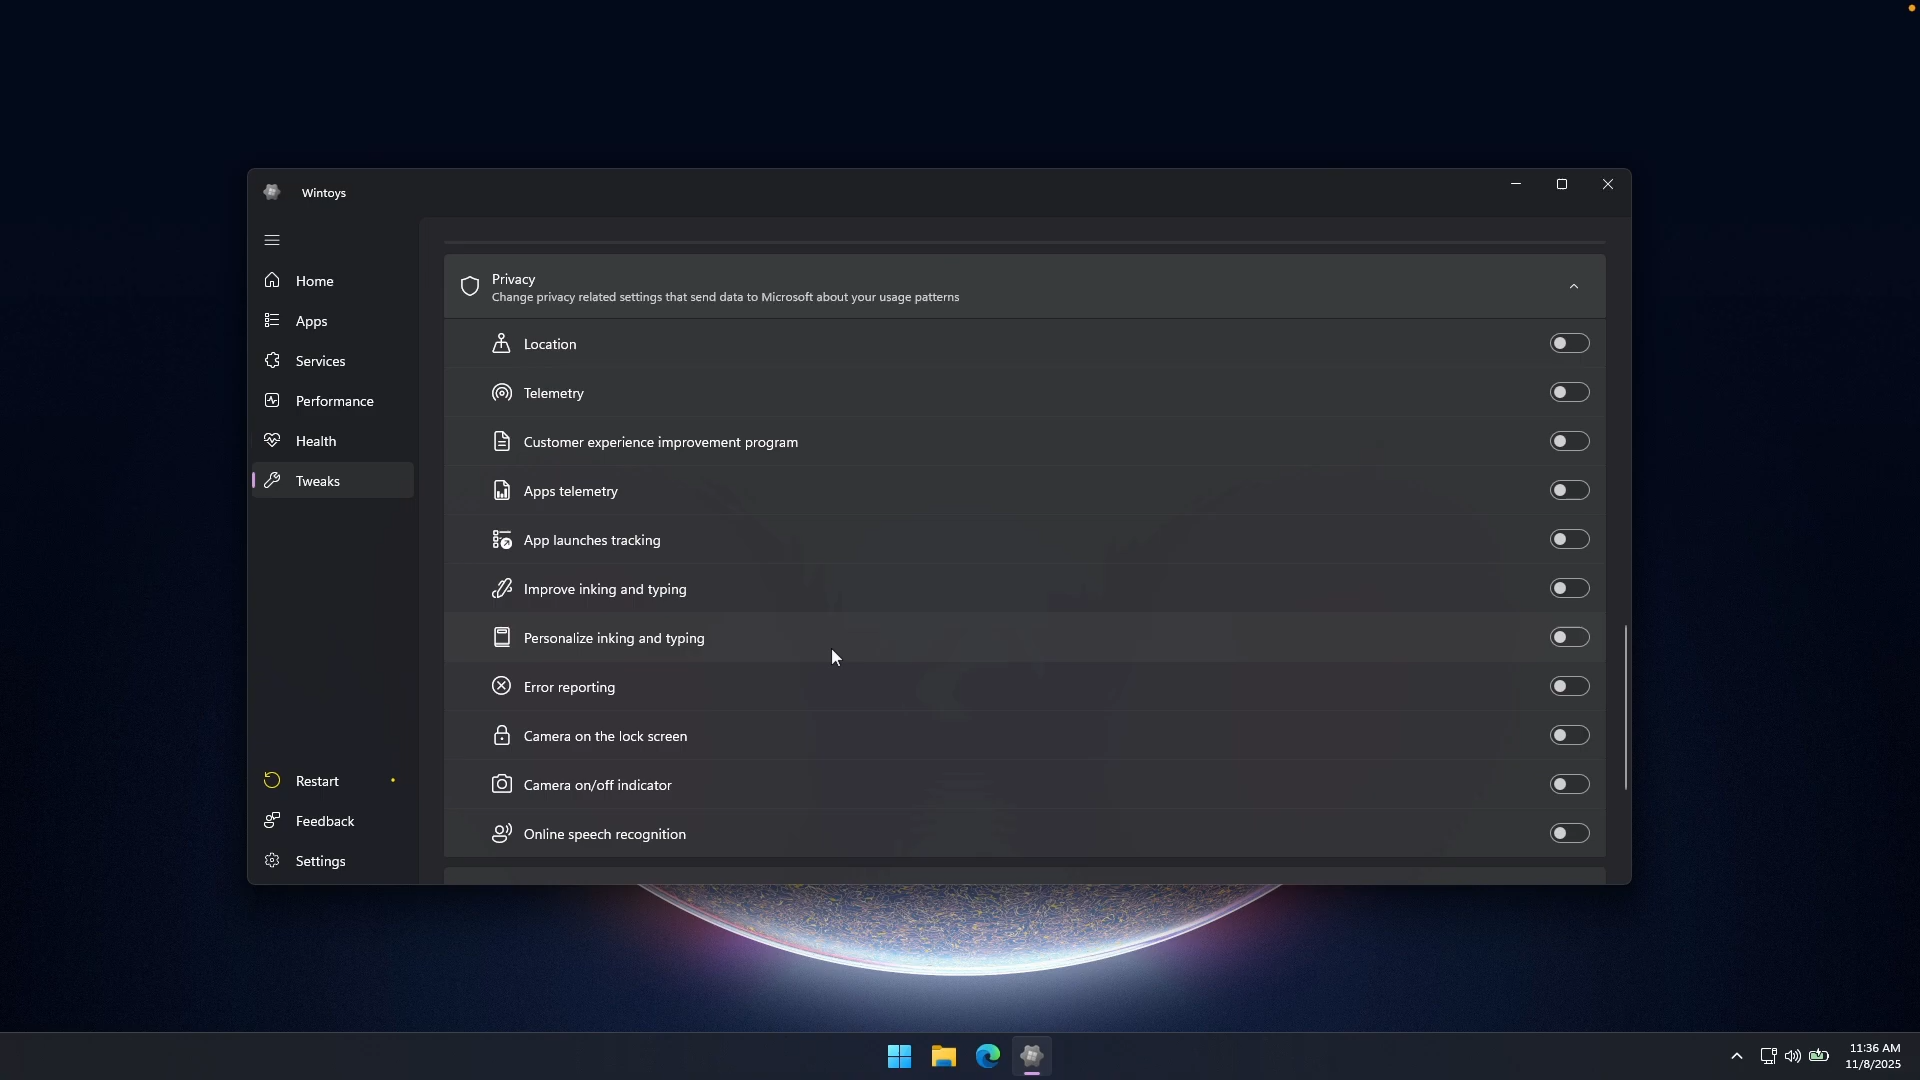 Wintoys
Home
Apps
Services
Performance
Health
Tweaks
Restart
Feedback
Settings
Privacy
Change privacy related settings that send data to Microsoft about your usage patterns
Location
Telemetry
Customer experience improvement program
Apps telemetry
App launches tracking
Improve inking and typing
Personalize inking and typing
Error reporting
Camera on the lock screen
Camera on/off indicator
Online speech recognition
11:36 AM
11/8/2025